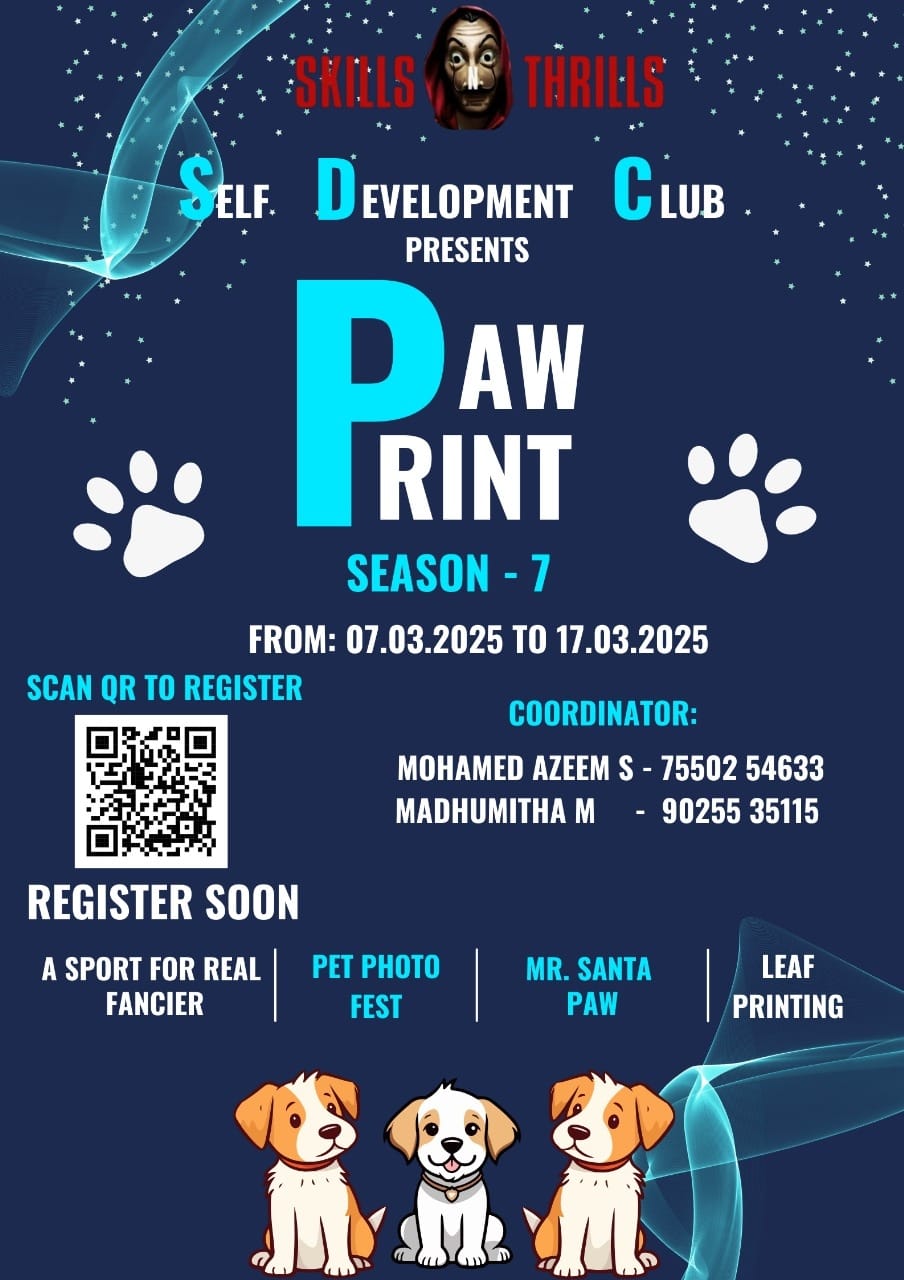 SKILLS THRILLS
SELF DEVELOPMENT CLUB
PRESENTS
PAW
PRINT
SEASON - 7
FROM: 07.03.2025 TO 17.03.2025
SCAN QR TO REGISTER
COORDINATOR:
MOHAMED AZEEM S - 75502 54633
MADHUMITHA M - 90255 35115
REGISTER SOON
A SPORT FOR REAL
FANCIER
PET PHOTO
FEST
MR. SANTA
PAW
LEAF
PRINTING